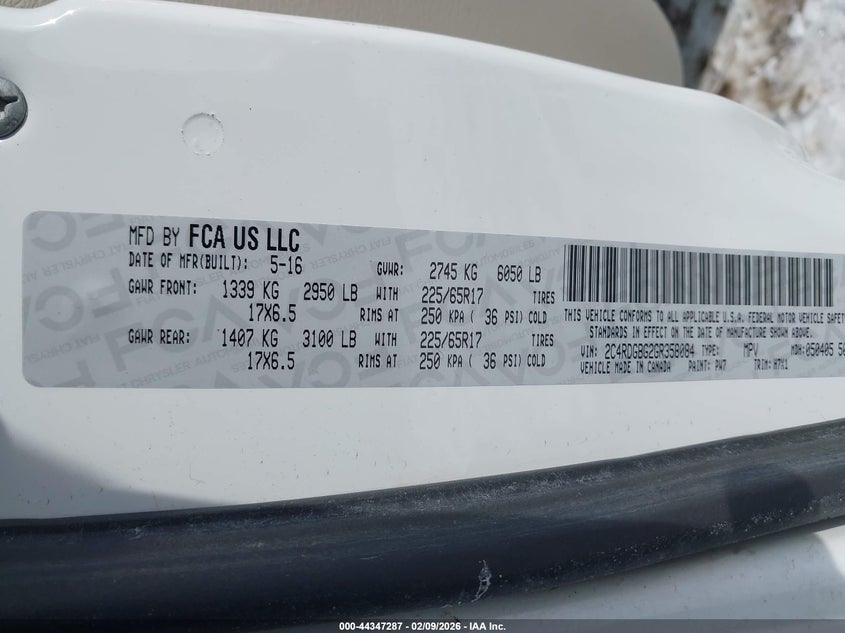 MFD BY FCA US LLC
DATE OF MFR(BUILT): 5-16 GVWR: 2745 KG 6050 LB
GAWR FRONT: 1339 KG 2950 LB WITH 225/65R17 TIRES
17X6.5 RIMS AT 250 KPA ( 36 PSI) COLD
GAWR REAR: 1407 KG 3100 LB WITH 225/65R17 TIRES
17X6.5 RIMS AT 250 KPA ( 36 PSI) COLD
THIS VEHICLE CONFORMS TO ALL APPLICABLE U.S.A. FEDERAL MOTOR VEHICLE SAFETY
STANDARDS IN EFFECT ON THE DATE OF MANUFACTURE SHOWN ABOVE.
VIN: 2C4RDGBG2GR358084 TYPE: MPV MDH: 050405
VEHICLE MADE IN CANADA PAINT: PW7 TRIM: H7X1
000-44347287 - 02/09/2026 - IAA Inc.